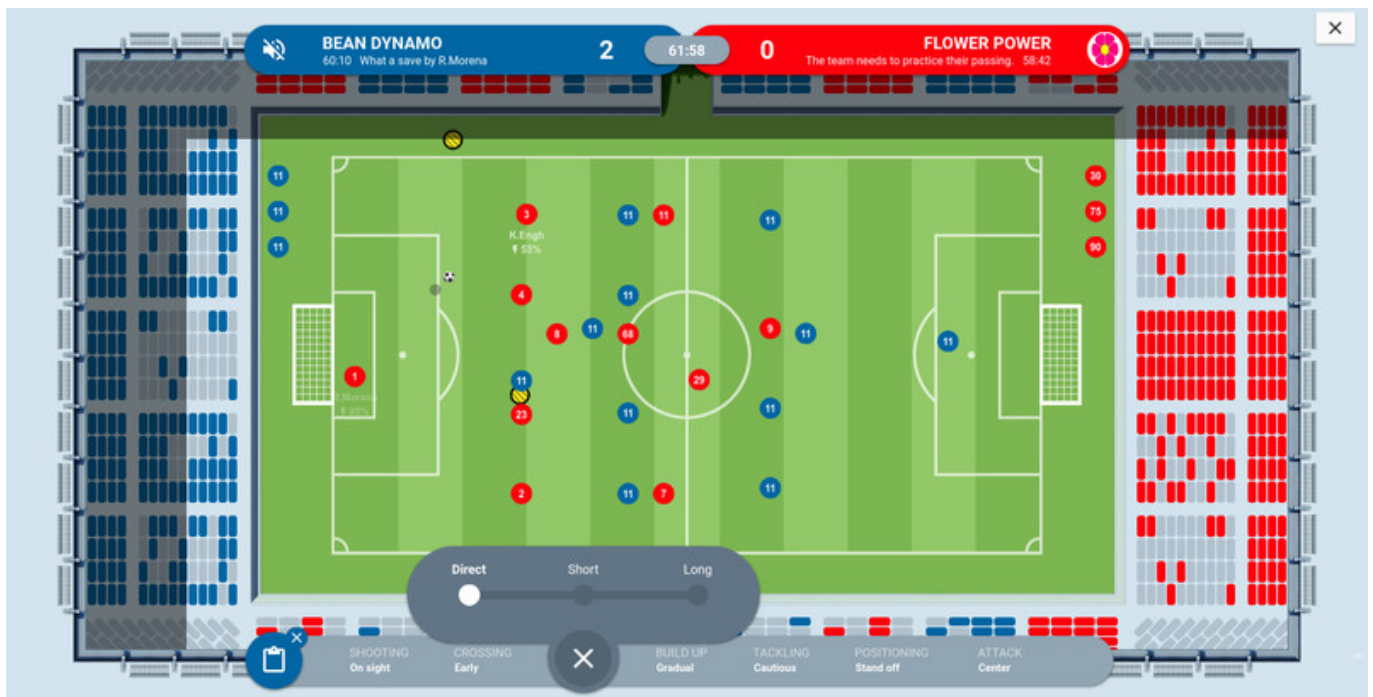 BEAN DYNAMO
2
61:58
0
FLOWER POWER
60:10 What a save by R.Morena
The team needs to practice their passing. 58:42
11
30
11
75
11
90
3
11
11
11
K.Engh
53%
4
11
8
11
68
9
11
11
1
11
29
R.Morena
23
11
11
2
11
7
11
Direct
Short
Long
SHOOTING
On sight
CROSSING
Early
BUILD UP
Gradual
TACKLING
Cautious
POSITIONING
Stand off
ATTACK
Center